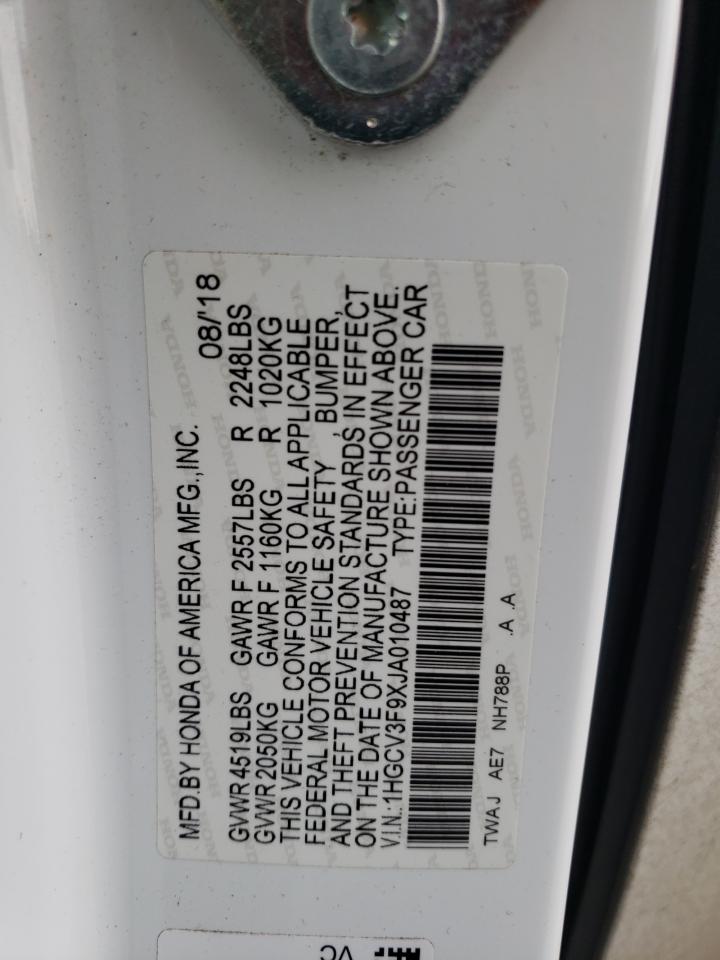 MFD.BY HONDA OF AMERICA MFG.,INC. 08/'18
GVWR 4519LBS GAWR F 2557LBS R 2248LBS
GVWR 2050KG GAWR F 1160KG R 1020KG
THIS VEHICLE CONFORMS TO ALL APPLICABLE
FEDERAL MOTOR VEHICLE SAFETY , BUMPER,
AND THEFT PREVENTION STANDARDS IN EFFECT
ON THE DATE OF MANUFACTURE SHOWN ABOVE.
V.I.N.:1HGCV3F9XJA010487 TYPE:PASSENGER CAR
TWAJ AE7 NH788P .A .A
VC